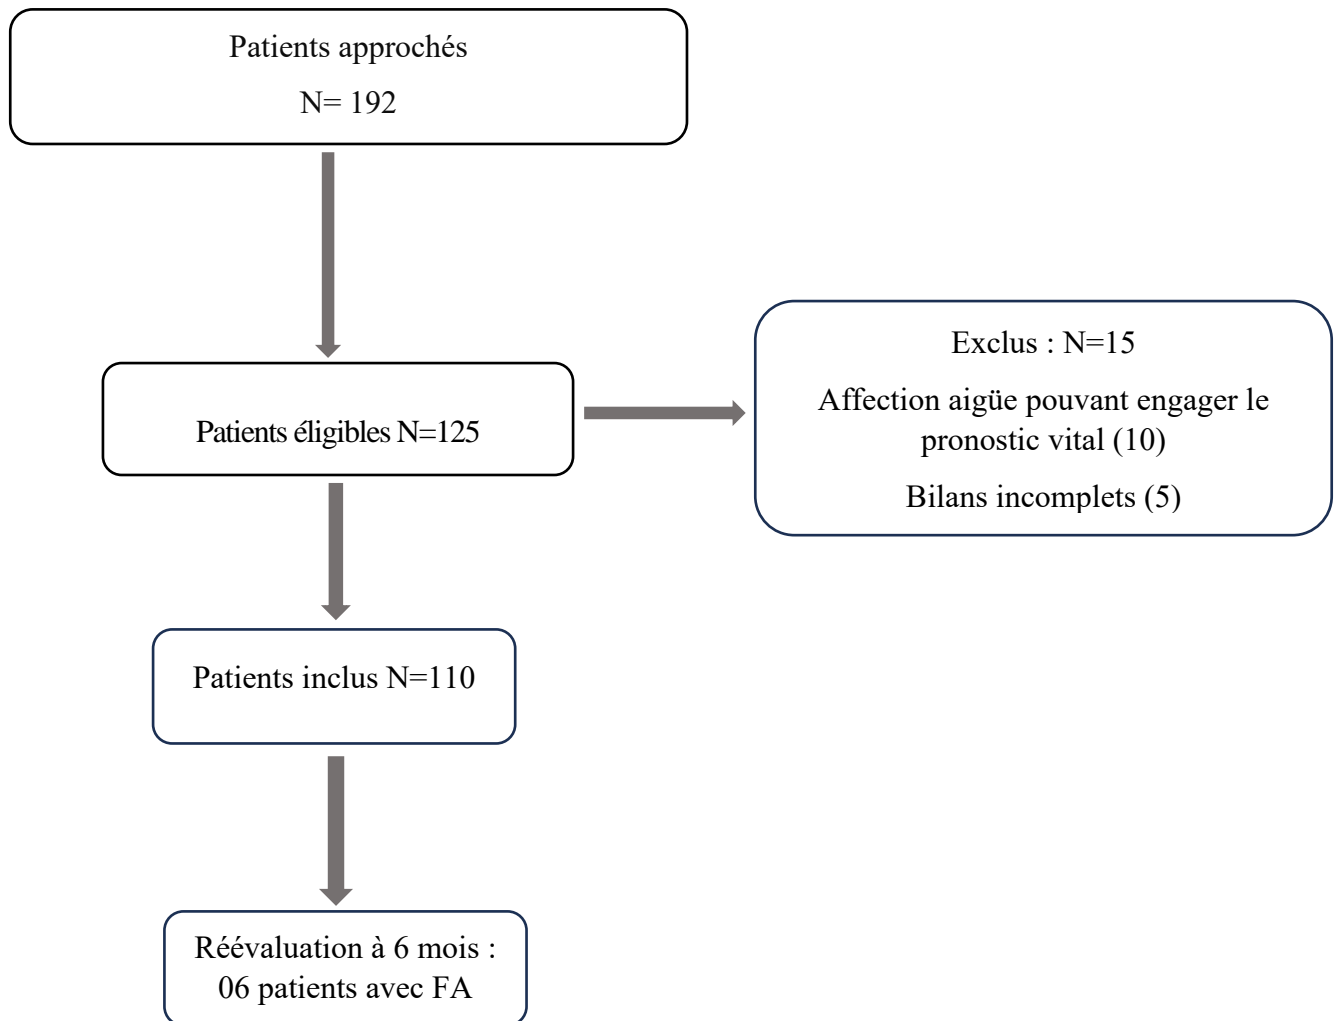 Patients approchés
N= 192
Exclus : N=15
Affection aigüe pouvant engager le
pronostic vital (10)
Bilans incomplets (5)
Patients éligibles N=125
Patients inclus N=110
Réévaluation à 6 mois :
06 patients avec FA